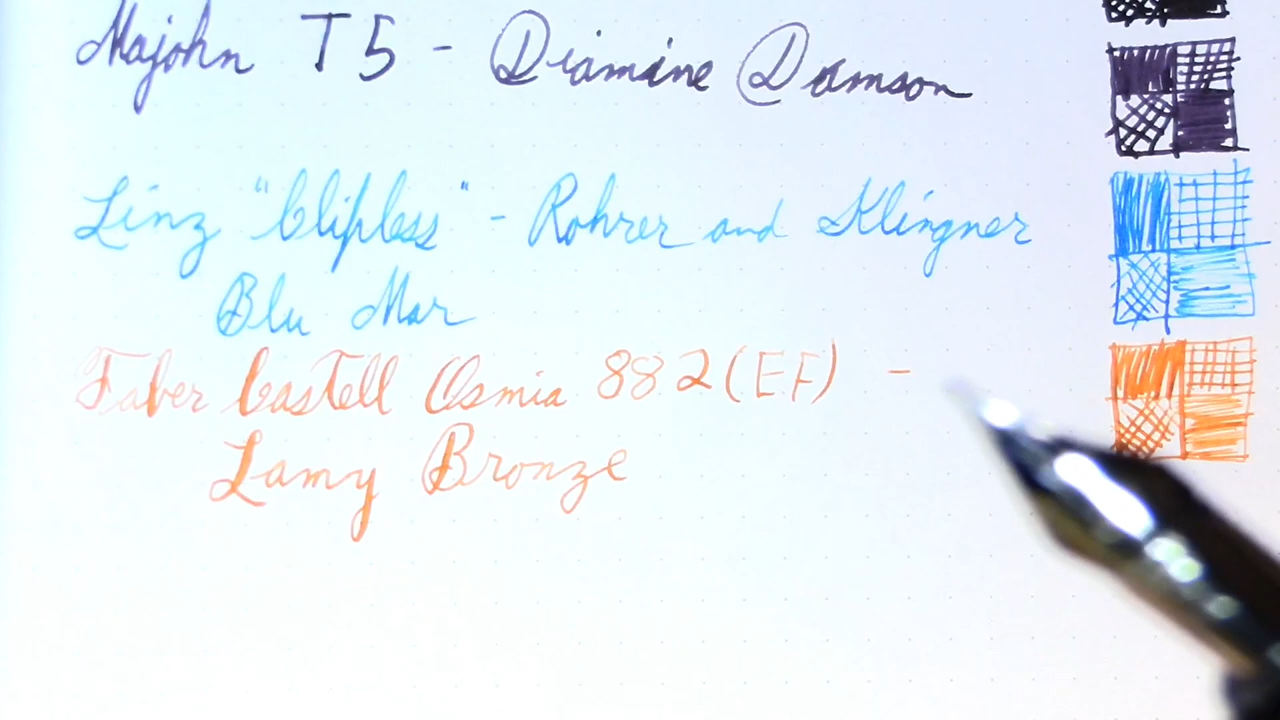 Majohn T5 - Diamine Damson
Linz "Clipless" - Rohrer and Klingner
Blu Mar
Faber Castell Osmia 882 (EF) -
Lamy Bronze